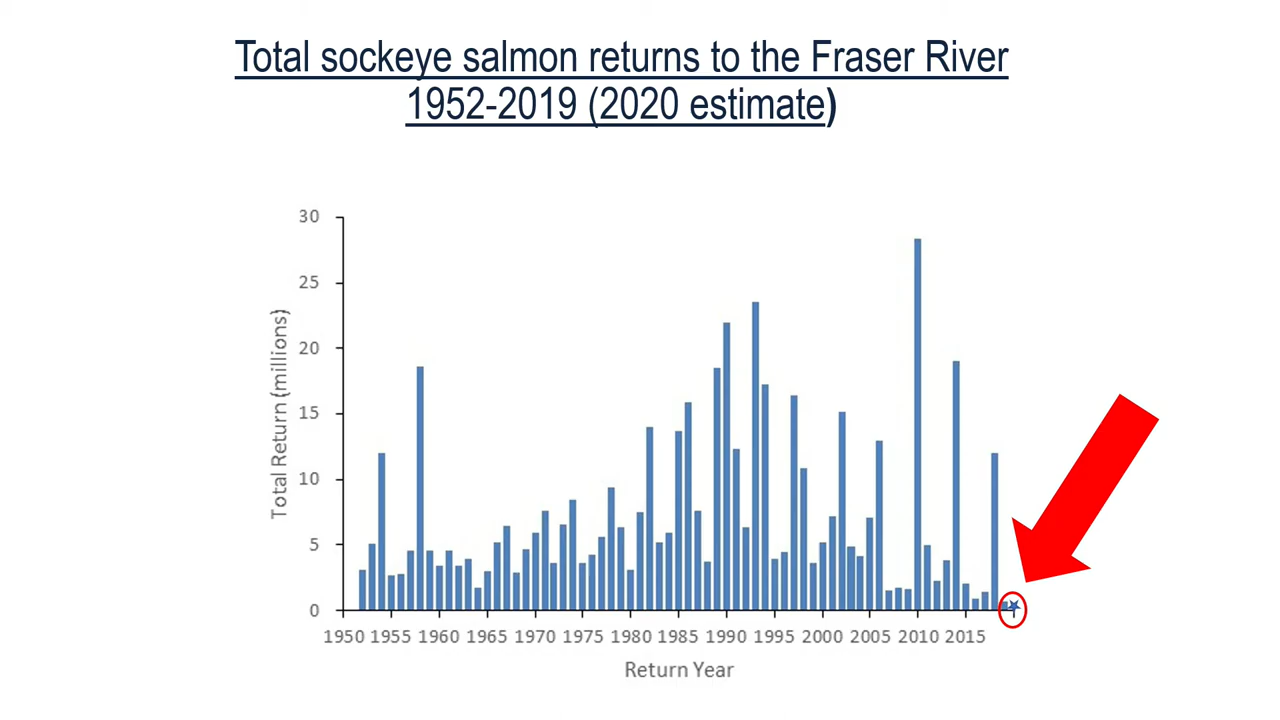 Total sockeye salmon returns to the Fraser River
1952-2019 (2020 estimate)
30
25
20
15
10
5
0
Total Return (millions)
1950 1955 1960 1965 1970 1975 1980 1985 1990 1995 2000 2005 2010 2015
Return Year